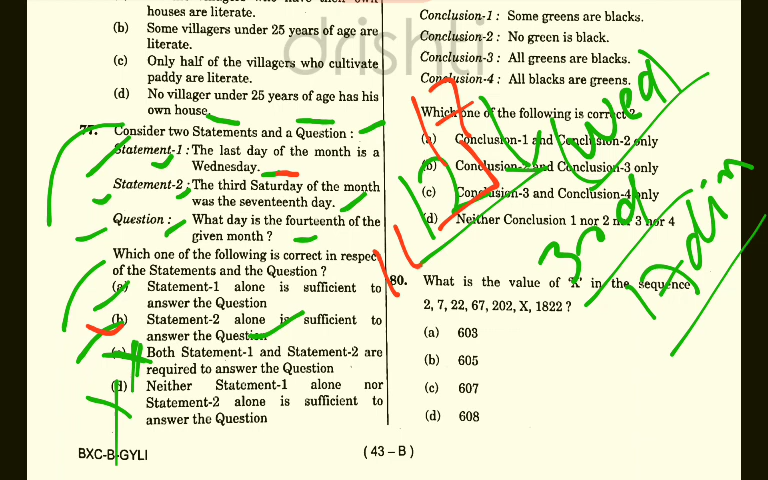 houses are literate.
(b) Some villagers under 25 years of age are
literate.
(c) Only half of the villagers who cultivate
paddy are literate.
(d) No villager under 25 years of age has his
own house.
77. Consider two Statements and a Question :
Statement-1 : The last day of the month is a
Wednesday.
Statement-2 : The third Saturday of the month
was the seventeenth day.
Question : What day is the fourteenth of the
given month ?
Which one of the following is correct in respect
of the Statements and the Question ?
(a) Statement-1 alone is sufficient to
answer the Question
(b) Statement-2 alone is sufficient to
answer the Question
(c) Both Statement-1 and Statement-2 are
required to answer the Question
(d) Neither Statement-1 alone nor
Statement-2 alone is sufficient to
answer the Question
BXC-B-GYLI
( 43 – B )
drishti
Conclusion-1 : Some greens are blacks.
Conclusion-2 : No green is black.
Conclusion-3 : All greens are blacks.
Conclusion-4 : All blacks are greens.
Which one of the following is correct ?
(a) Conclusion-1 and Conclusion-2 only
(b) Conclusion-2 and Conclusion-3 only
(c) Conclusion-3 and Conclusion-4 only
(d) Neither Conclusion 1 nor 2 nor 3 nor 4
(Wed)
17
3rd
80. What is the value of 'X' in the sequence
2, 7, 22, 67, 202, X, 1822 ?
(a) 603
(b) 605
(c) 607
(d) 608